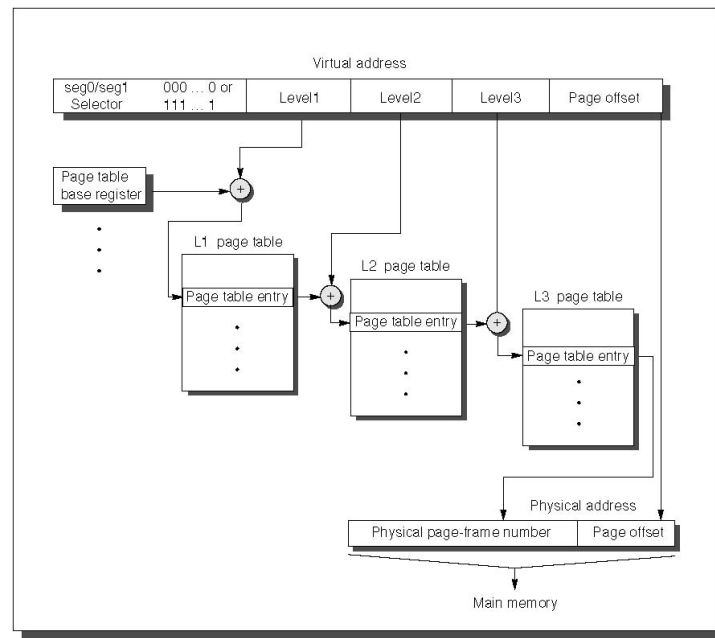 Virtual address
seg0/seg1 000 ... 0 or
Selector 111 ... 1
Level1
Level2
Level3
Page offset
Page table
base register
+
L1 page table
Page table entry
+
L2 page table
Page table entry
+
L3 page table
Page table entry
Physical address
Physical page-frame number
Page offset
Main memory